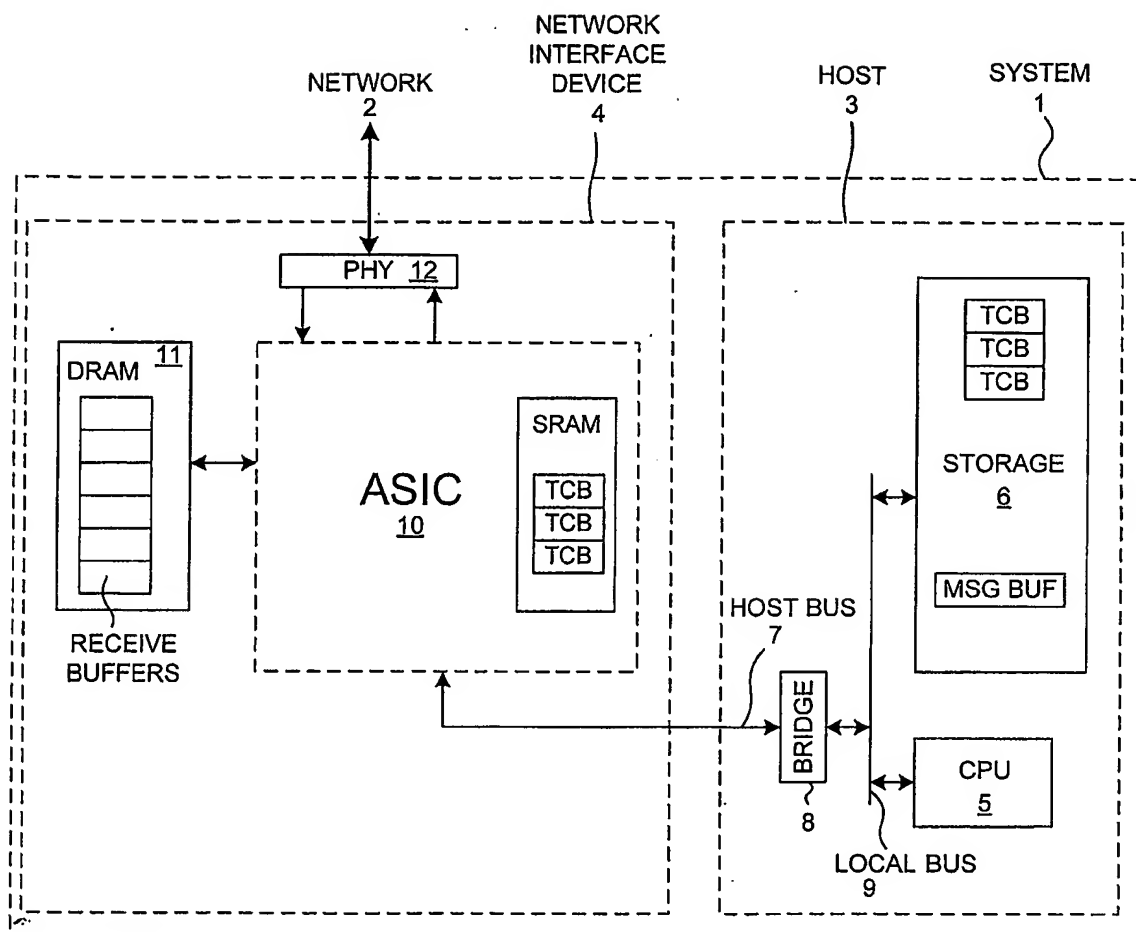 NETWORK
INTERFACE
DEVICE
4
NETWORK
2
HOST
3
SYSTEM
1
PHY 12
DRAM 11
RECEIVE
BUFFERS
ASIC
10
SRAM
TCB
TCB
TCB
TCB
TCB
TCB
STORAGE
6
MSG BUF
HOST BUS
7
BRIDGE
8
CPU
5
LOCAL BUS
9